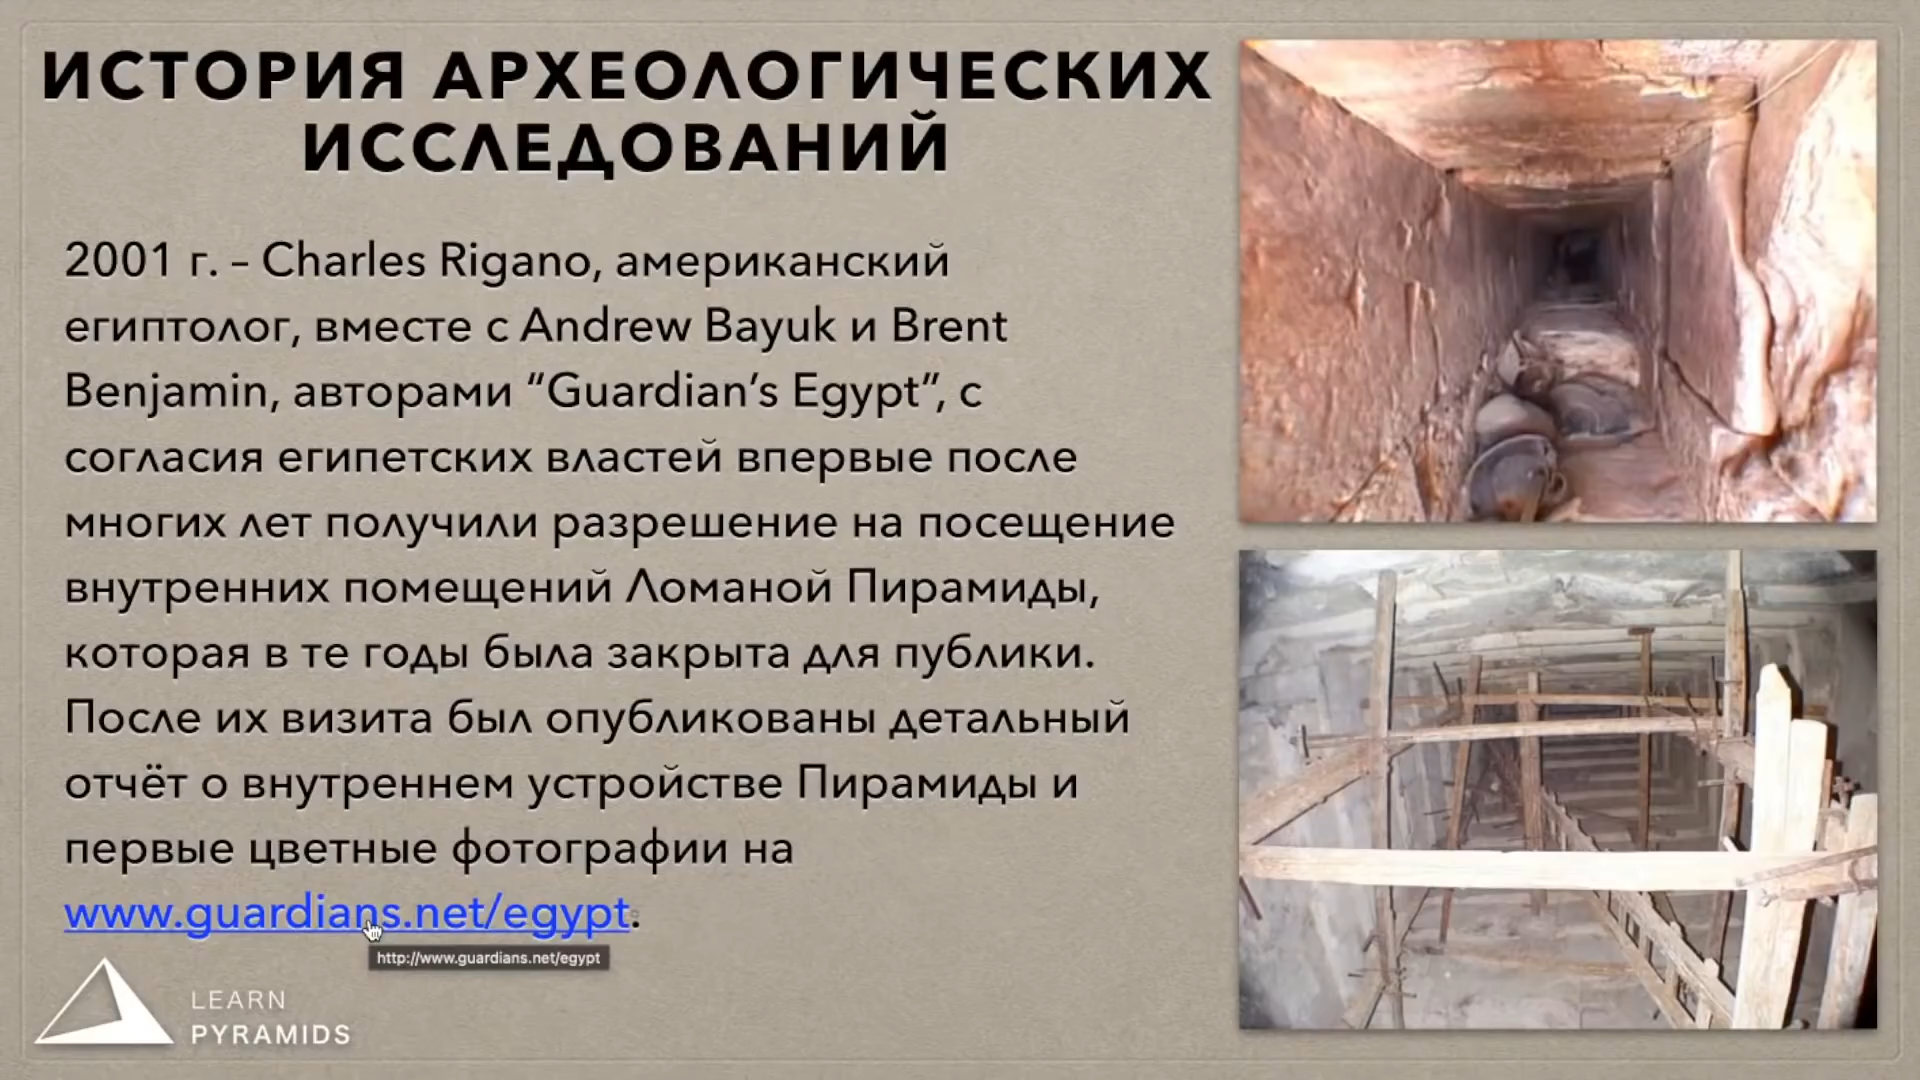 ИСТОРИЯ АРХЕОЛОГИЧЕСКИХ
ИССЛЕДОВАНИЙ
2001 г. – Charles Rigano, американский
египтолог, вместе с Andrew Bayuk и Brent
Benjamin, авторами “Guardian’s Egypt”, с
согласия египетских властей впервые после
многих лет получили разрешение на посещение
внутренних помещений Ломаной Пирамиды,
которая в те годы была закрыта для публики.
После их визита был опубликованы детальный
отчёт о внутреннем устройстве Пирамиды и
первые цветные фотографии на
www.guardians.net/egypt.
http://www.guardians.net/egypt
LEARN
PYRAMIDS